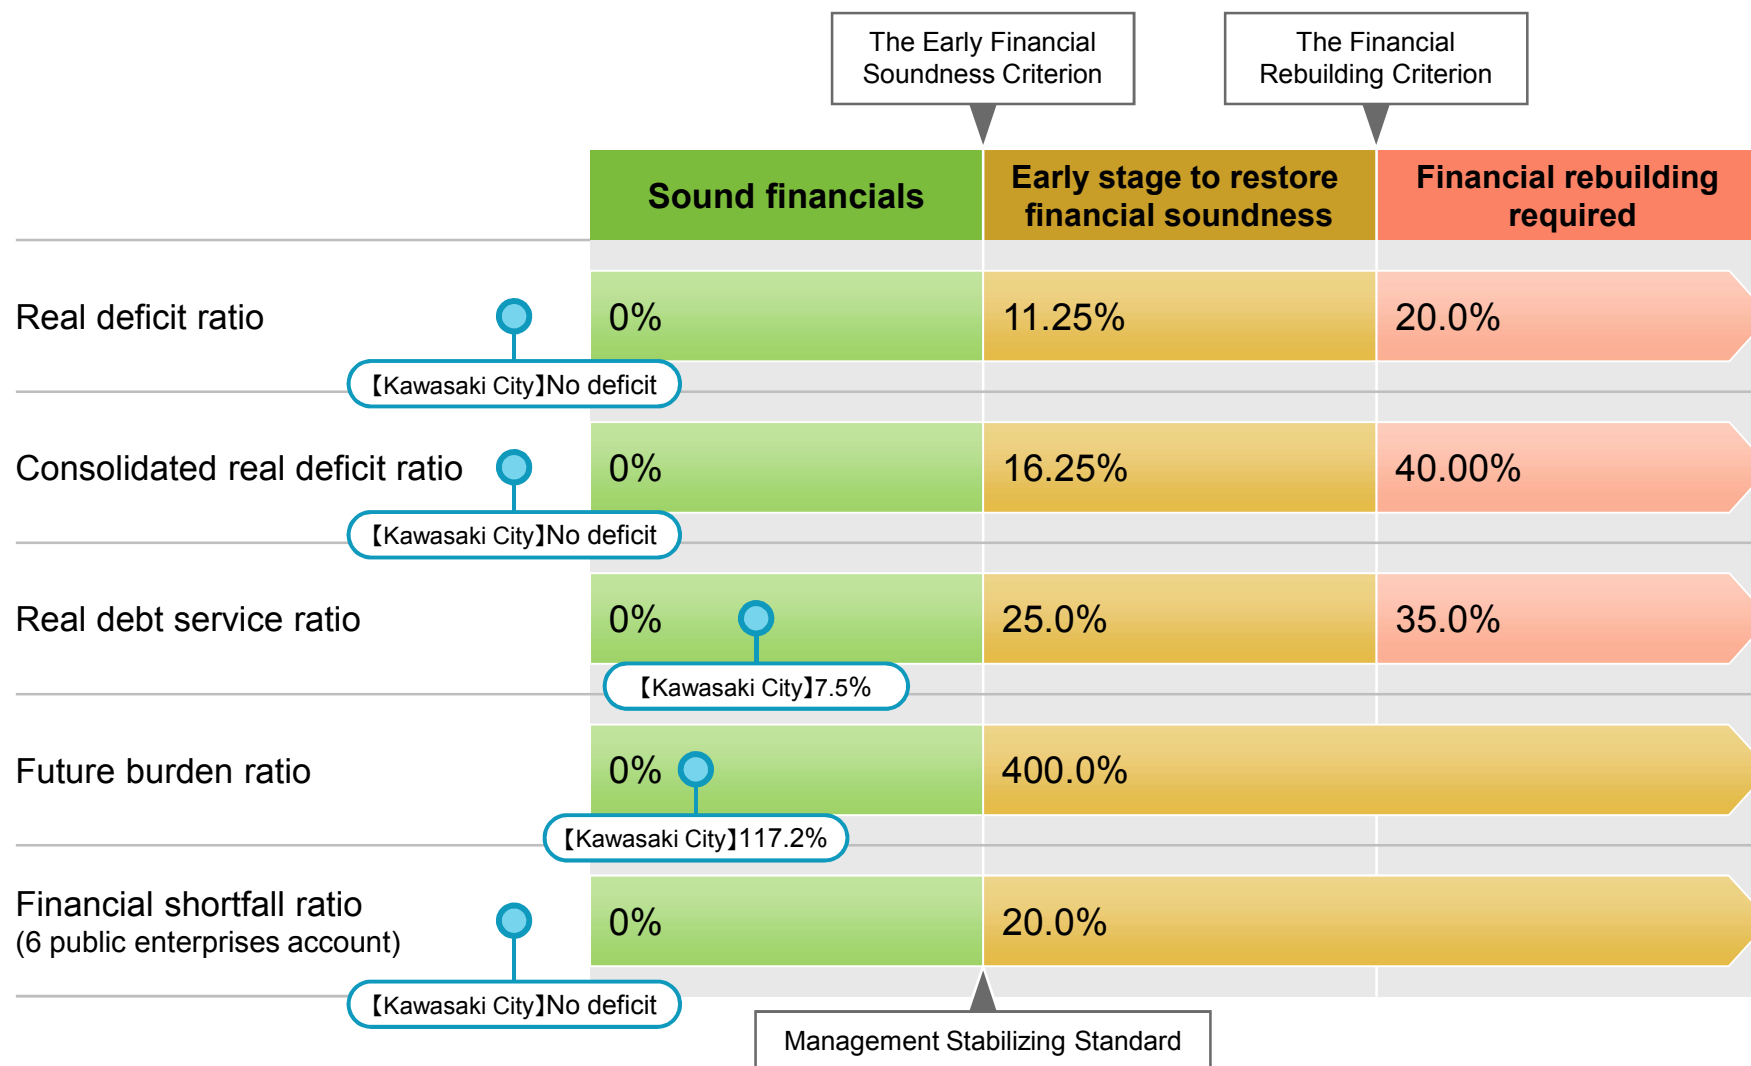 The Early Financial
Soundness Criterion
The Financial
Rebuilding Criterion
Sound financials
Early stage to restore
financial soundness
Financial rebuilding
required
Real deficit ratio
0%
11.25%
20.0%
【Kawasaki City】No deficit
Consolidated real deficit ratio
0%
16.25%
40.00%
【Kawasaki City】No deficit
Real debt service ratio
0%
25.0%
35.0%
【Kawasaki City】7.5%
Future burden ratio
0%
400.0%
【Kawasaki City】117.2%
Financial shortfall ratio
(6 public enterprises account)
0%
20.0%
【Kawasaki City】No deficit
Management Stabilizing Standard